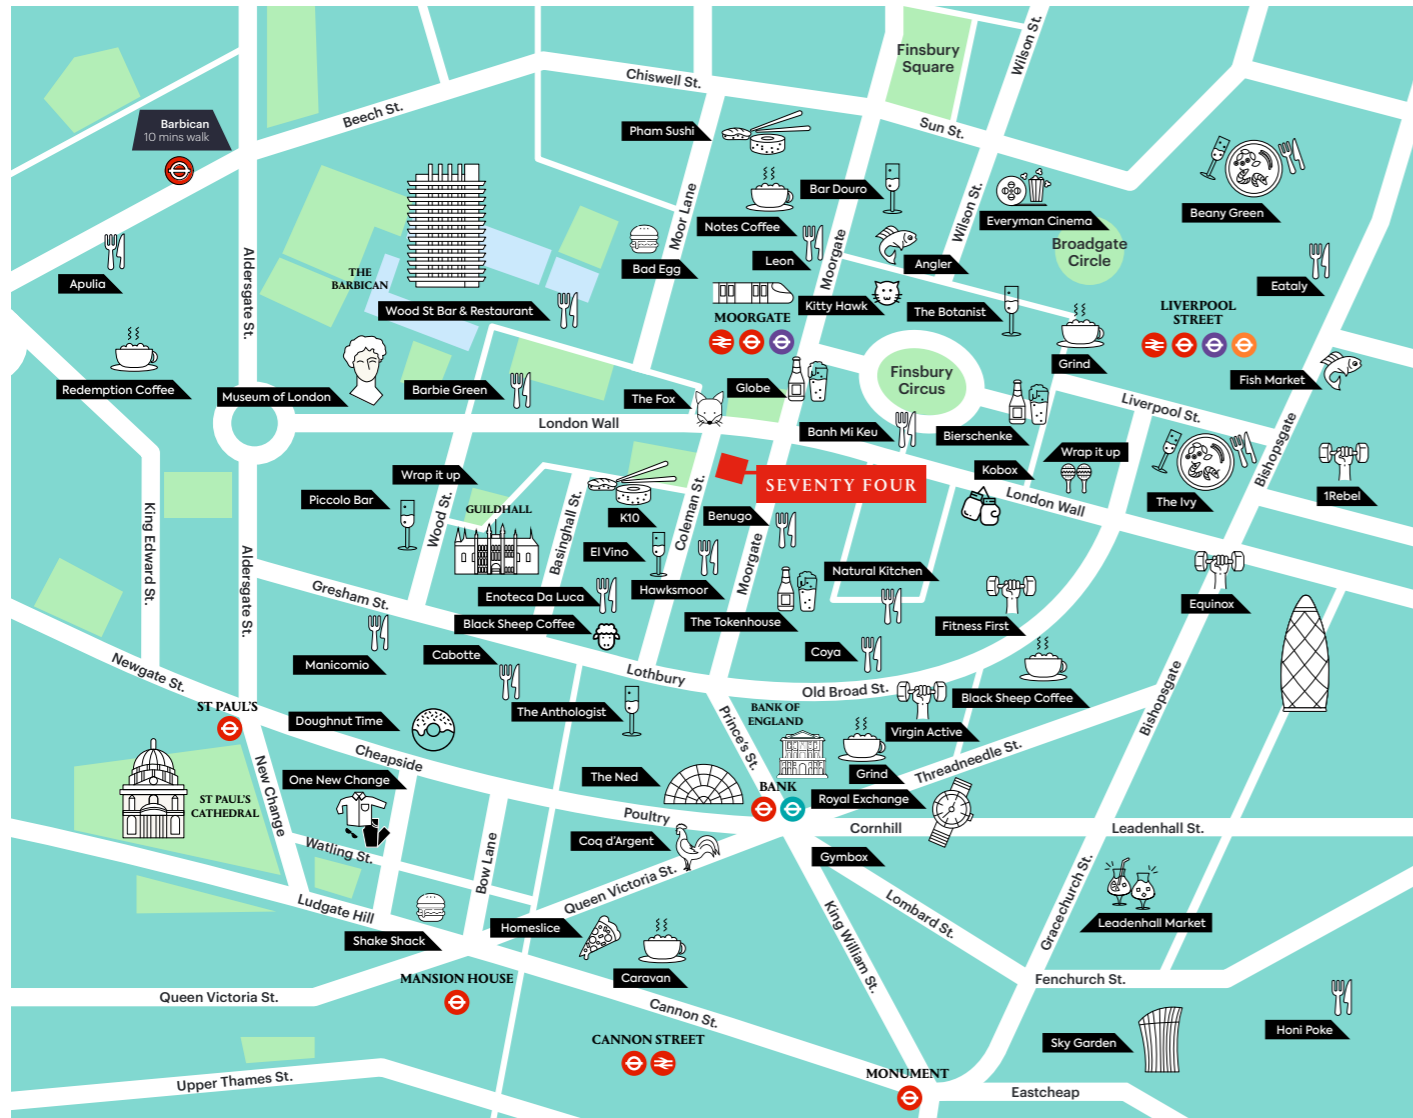 Finsbury
Square
Wilson St.
Chiswell St.
Beech St.
Barbican
10 mins walk
Pham Sushi
Sun St.
Bar Douro
Moor Lane
Notes Coffee
Wilson St.
Everyman Cinema
Beany Green
Broadgate
Circle
Aldersgate St.
THE
BARBICAN
Apulia
Bad Egg
Leon
Moorgate
Angler
Eataly
Wood St Bar & Restaurant
MOORGATE
Kitty Hawk
The Botanist
LIVERPOOL
STREET
Redemption Coffee
Museum of London
Barbie Green
The Fox
Globe
Finsbury
Circus
Grind
Fish Market
London Wall
Banh Mi Keu
Bierschenke
Liverpool St.
Bishopsgate
Wrap it up
Wrap it up
Kobox
SEVENTY FOUR
London Wall
The Ivy
1Rebel
Piccolo Bar
King Edward St.
Wood St.
GUILDHALL
Basinghall St.
K10
Coleman St.
Benugo
El Vino
Moorgate
Aldersgate St.
Gresham St.
Enoteca Da Luca
Hawksmoor
Natural Kitchen
Equinox
Black Sheep Coffee
The Tokenhouse
Fitness First
Newgate St.
Manicomio
Cabotte
Lothbury
Coya
Old Broad St.
Black Sheep Coffee
Bishopsgate
ST PAUL'S
Doughnut Time
The Anthologist
Prince's St.
BANK OF
ENGLAND
Virgin Active
Cheapside
New Change
One New Change
The Ned
BANK
Grind
Threadneedle St.
Royal Exchange
ST PAUL'S
CATHEDRAL
Poultry
Cornhill
Leadenhall St.
Watling St.
Bow Lane
Coq d'Argent
Gymbox
Queen Victoria St.
Ludgate Hill
Lombard St.
Gracechurch St.
Leadenhall Market
Shake Shack
Homeslice
King William St.
MANSION HOUSE
Caravan
Fenchurch St.
Queen Victoria St.
Cannon St.
CANNON STREET
Sky Garden
Honi Poke
Upper Thames St.
MONUMENT
Eastcheap